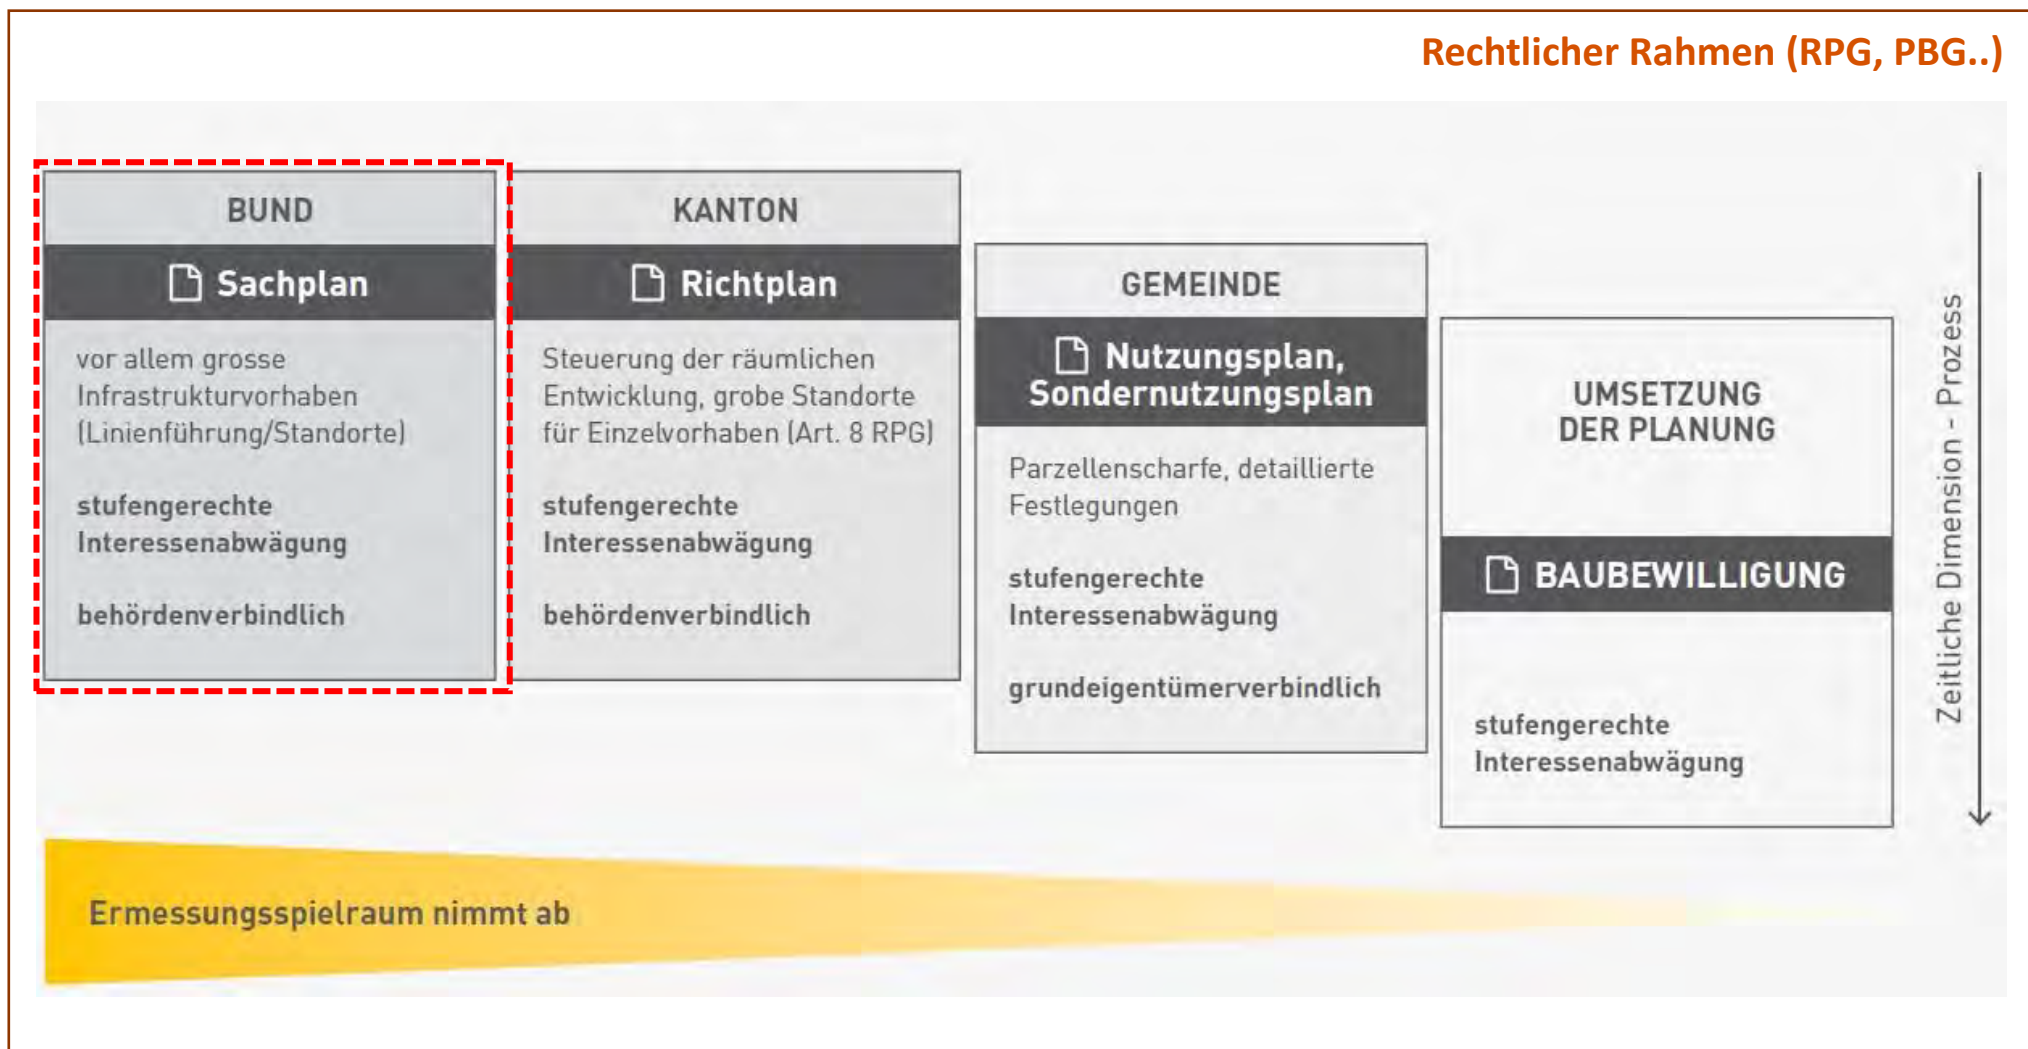 Rechtlicher Rahmen (RPG, PBG..)
BUND
Sachplan
vor allem grosse
Infrastrukturvorhaben
(Linienführung/Standorte)
stufengerechte
Interessenabwägung
behördenverbindlich
KANTON
Richtplan
Steuerung der räumlichen
Entwicklung, grobe Standorte
für Einzelvorhaben (Art. 8 RPG)
stufengerechte
Interessenabwägung
behördenverbindlich
GEMEINDE
Nutzungsplan,
Sondernutzungsplan
Parzellenscharfe, detaillierte
Festlegungen
stufengerechte
Interessenabwägung
grundeigentümerverbindlich
UMSETZUNG
DER PLANUNG
BAUBEWILLIGUNG
stufengerechte
Interessenabwägung
Zeitliche Dimension - Prozess
Ermessungsspielraum nimmt ab